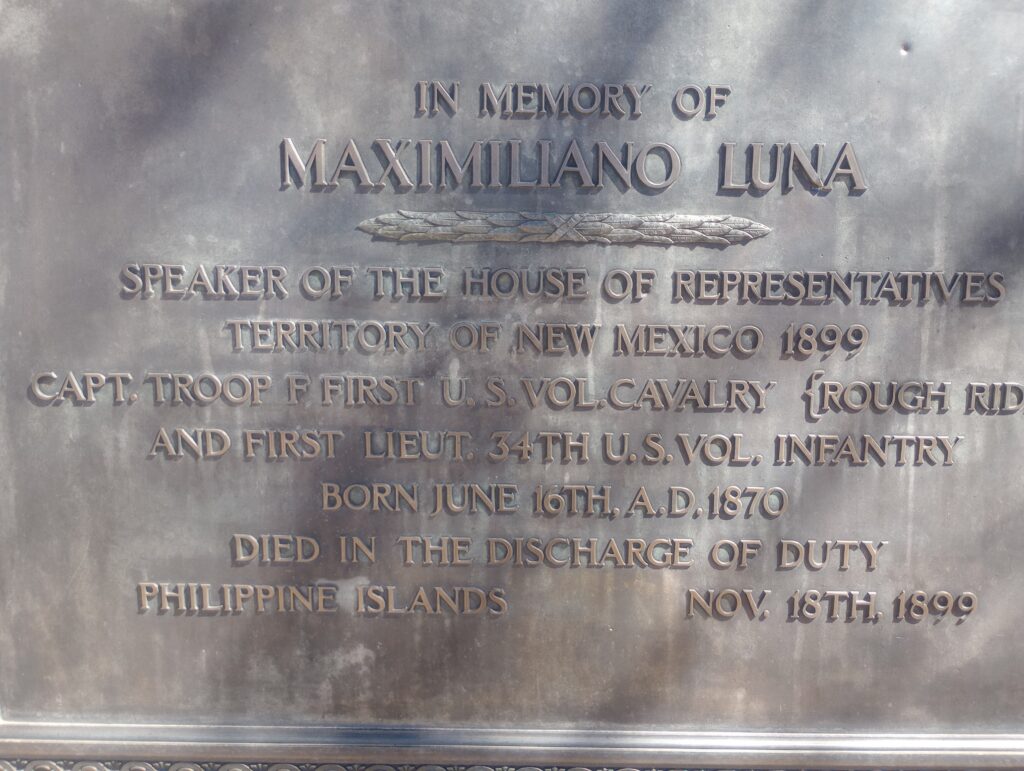 IN MEMORY OF
MAXIMILIANO LUNA
SPEAKER OF THE HOUSE OF REPRESENTATIVES
TERRITORY OF NEW MEXICO 1899
CAPT. TROOP F FIRST U. S. VOL. CAVALRY {ROUGH RID
AND FIRST LIEUT. 34TH U. S. VOL. INFANTRY
BORN JUNE 16TH, A. D. 1870
DIED IN THE DISCHARGE OF DUTY
PHILIPPINE ISLANDS NOV. 18TH, 1899